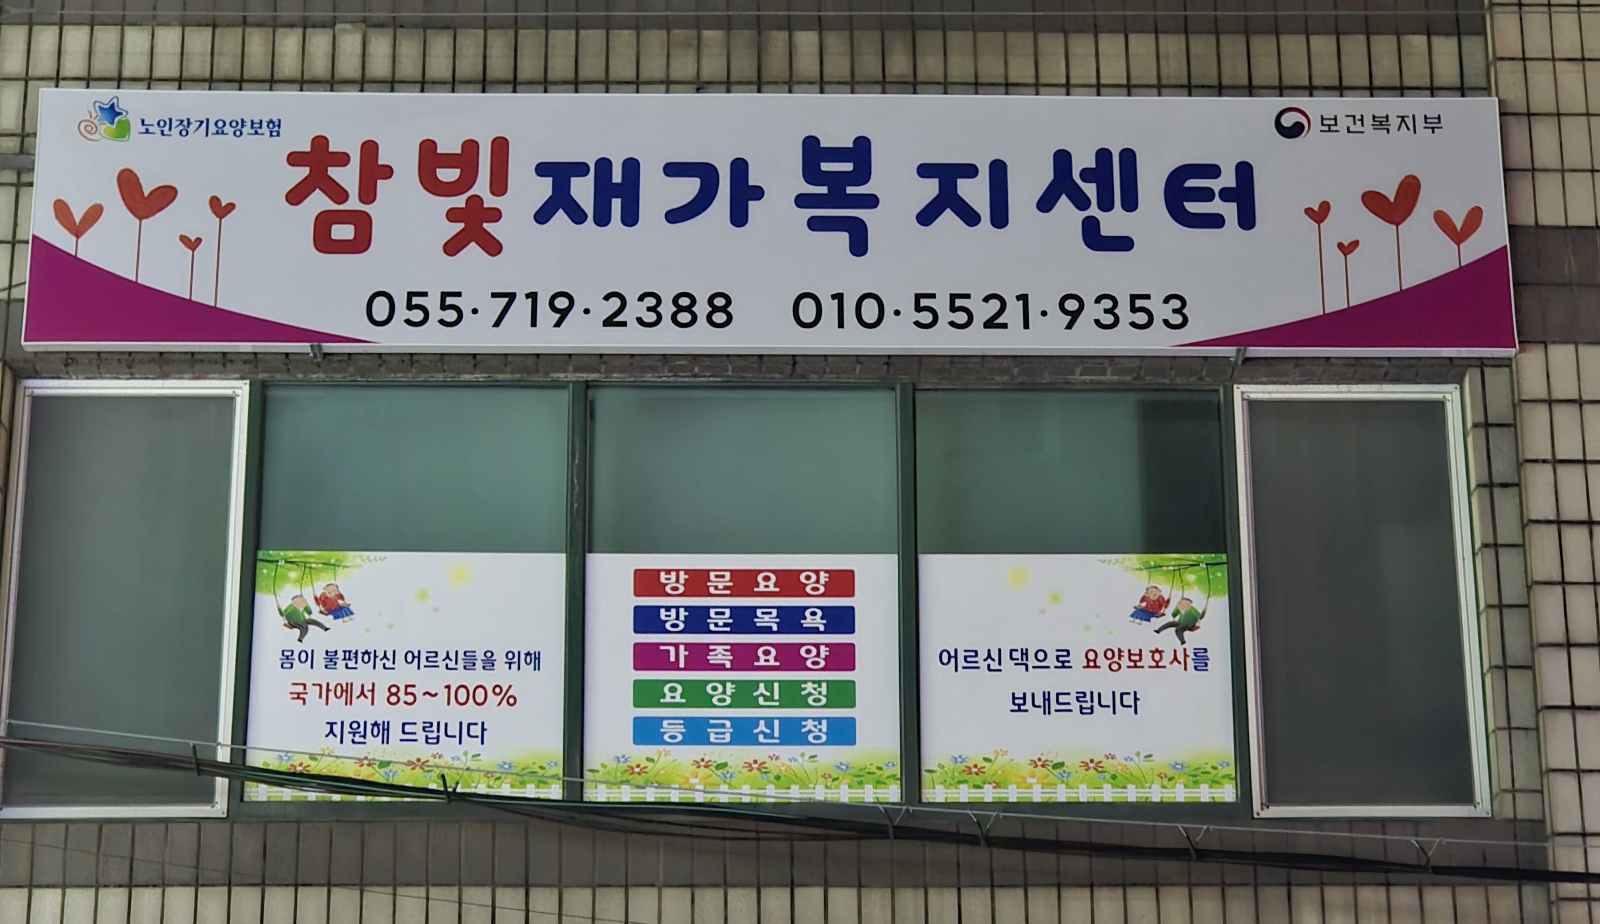 노인장기요양보험
보건복지부
참빛재가복지센터
055·719·2388 010·5521·9353
몸이 불편하신 어르신들을 위해
국가에서 85~100%
지원해 드립니다
방문요양
방문목욕
가족요양
요양신청
등급신청
어르신 댁으로 요양보호사를
보내드립니다